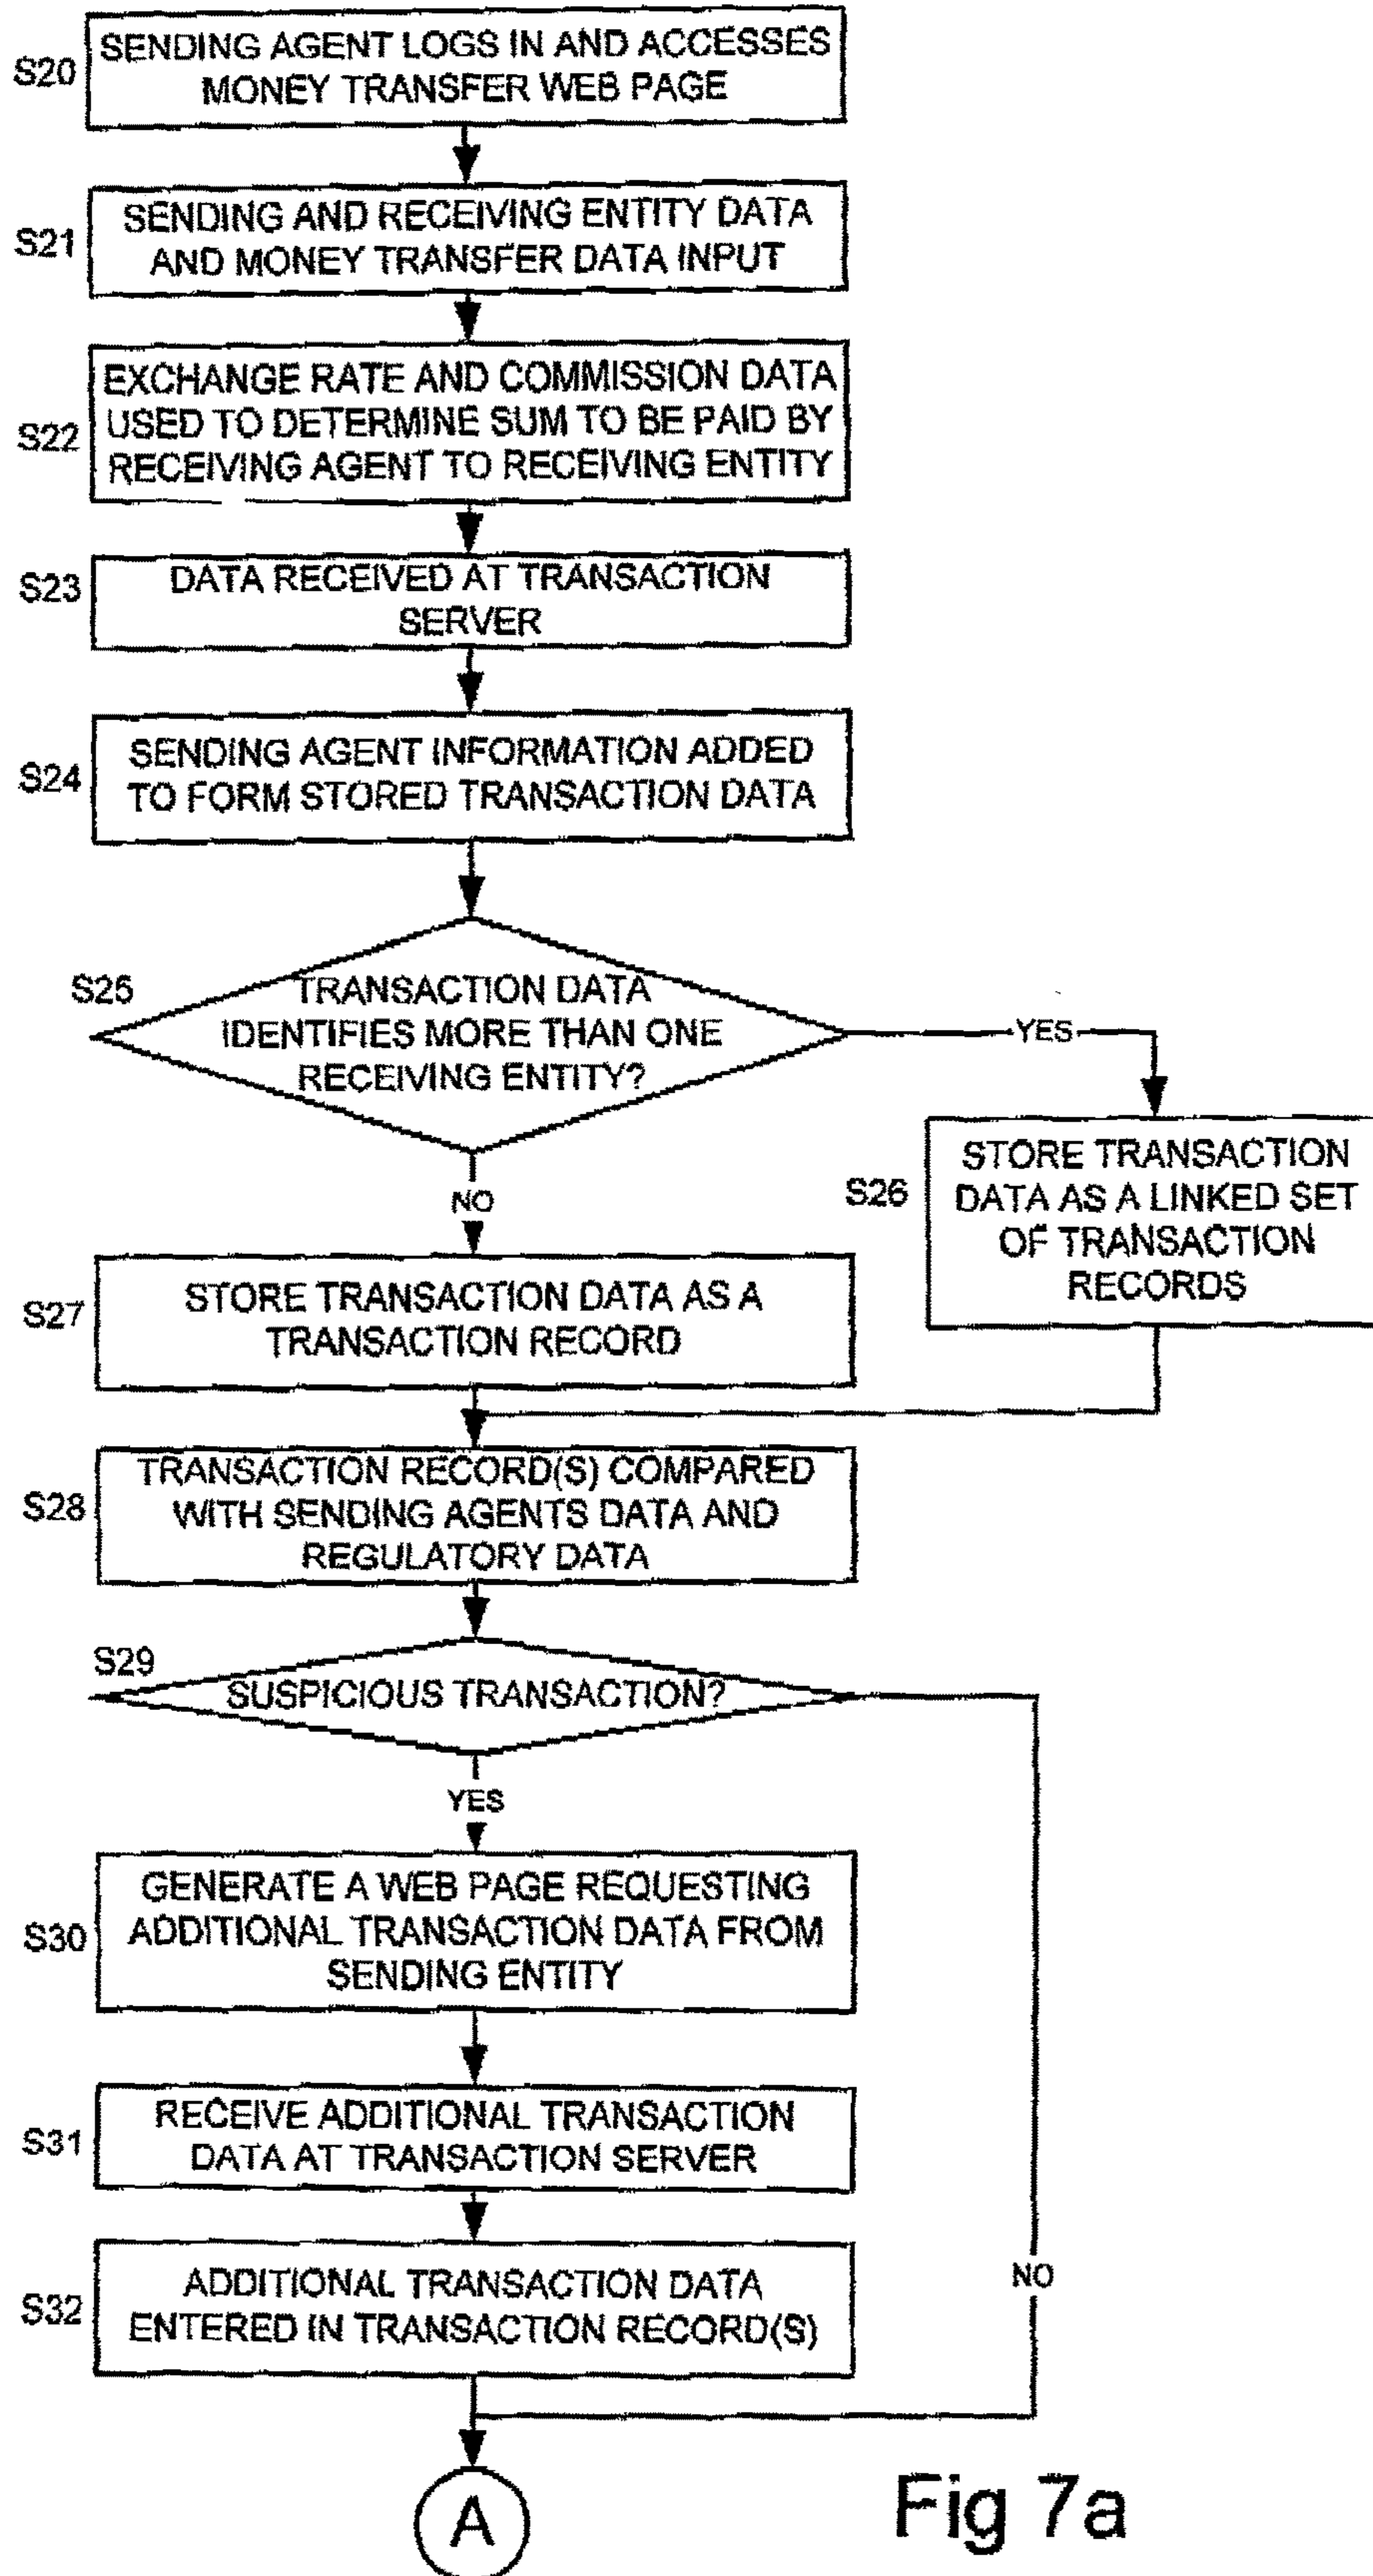 S20
SENDING AGENT LOGS IN AND ACCESSES
MONEY TRANSFER WEB PAGE
S21
SENDING AND RECEIVING ENTITY DATA
AND MONEY TRANSFER DATA INPUT
S22
EXCHANGE RATE AND COMMISSION DATA
USED TO DETERMINE SUM TO BE PAID BY
RECEIVING AGENT TO RECEIVING ENTITY
S23
DATA RECEIVED AT TRANSACTION
SERVER
S24
SENDING AGENT INFORMATION ADDED
TO FORM STORED TRANSACTION DATA
S25
TRANSACTION DATA
IDENTIFIES MORE THAN ONE
RECEIVING ENTITY?
YES
NO
S26
STORE TRANSACTION
DATA AS A LINKED SET
OF TRANSACTION
RECORDS
S27
STORE TRANSACTION DATA AS A
TRANSACTION RECORD
S28
TRANSACTION RECORD(S) COMPARED
WITH SENDING AGENTS DATA AND
REGULATORY DATA
S29
SUSPICIOUS TRANSACTION?
YES
S30
GENERATE A WEB PAGE REQUESTING
ADDITIONAL TRANSACTION DATA FROM
SENDING ENTITY
S31
RECEIVE ADDITIONAL TRANSACTION
DATA AT TRANSACTION SERVER
S32
ADDITIONAL TRANSACTION DATA
ENTERED IN TRANSACTION RECORD(S)
NO
A
Fig 7a